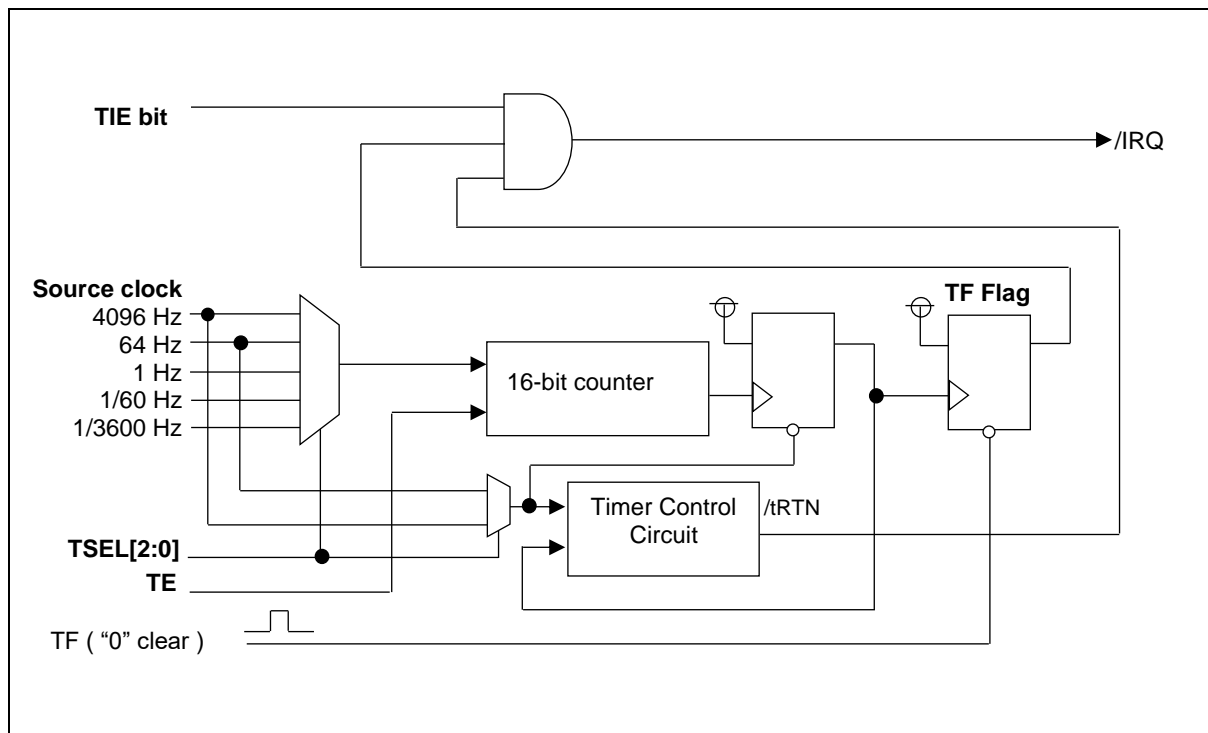 TIE bit
/IRQ
Source clock
4096 Hz
64 Hz
1 Hz
1/60 Hz
1/3600 Hz
16-bit counter
TF Flag
Timer Control
Circuit
/tRTN
TSEL[2:0]
TE
TF ( “0” clear )